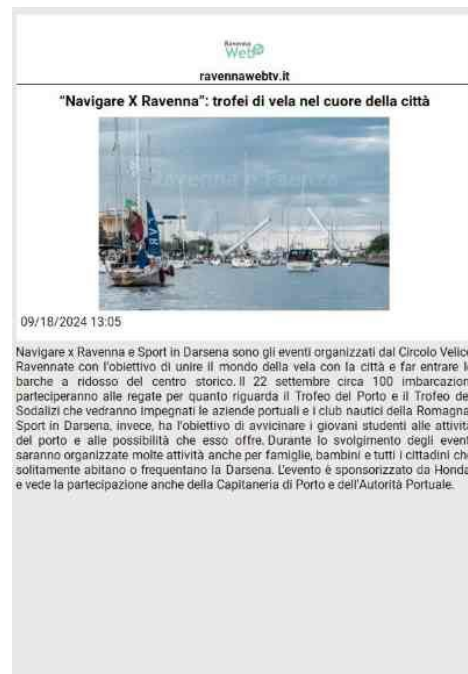 Ravenna
Web
ravennawebtv.it
“Navigare X Ravenna”: trofei di vela nel cuore della città
Ravenna e Faenza
09/18/2024 13:05
Navigare x Ravenna e Sport in Darsena sono gli eventi organizzati dal Circolo Velico
Ravennate con l'obiettivo di unire il mondo della vela con la città e far entrare le
barche a ridosso del centro storico. Il 22 settembre circa 100 imbarcazion
parteciperanno alle regate per quanto riguarda il Trofeo del Porto e il Trofeo de
Sodalizi che vedranno impegnati le aziende portuali e i club nautici della Romagna
Sport in Darsena, invece, ha l'obiettivo di avvicinare i giovani studenti alle attività
del porto e alle possibilità che esso offre. Durante lo svolgimento degli event
saranno organizzate molte attività anche per famiglie, bambini e tutti i cittadini che
solitamente abitano o frequentano la Darsena. L'evento è sponsorizzato da Honda
e vede la partecipazione anche della Capitaneria di Porto e dell'Autorità Portuale.